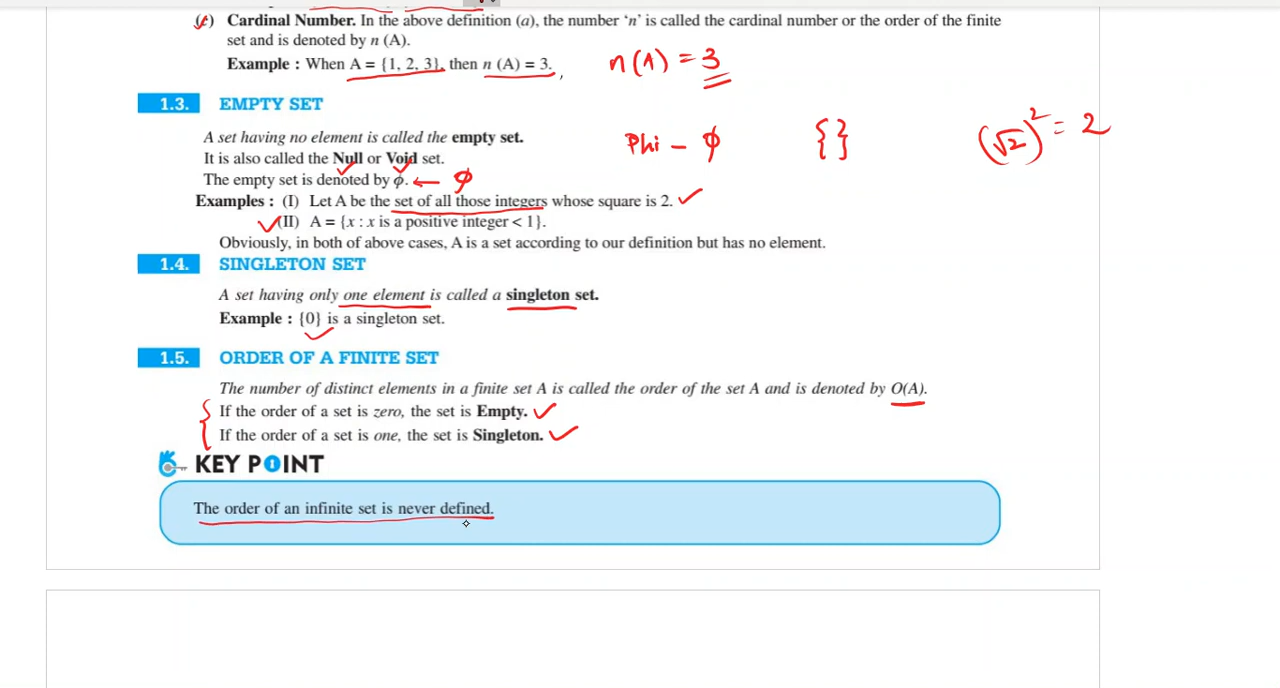 (c) Cardinal Number. In the above definition (a), the number ‘n’ is called the cardinal number or the order of the finite
set and is denoted by n (A).
Example : When A = {1, 2, 3}, then n (A) = 3. n(A) = 3
1.3. EMPTY SET
A set having no element is called the empty set.
Phi – ϕ { } (√2)² = 2
It is also called the Null or Void set.
The empty set is denoted by ϕ. ← ϕ
Examples : (I) Let A be the set of all those integers whose square is 2.
(II) A = {x : x is a positive integer < 1}.
Obviously, in both of above cases, A is a set according to our definition but has no element.
1.4. SINGLETON SET
A set having only one element is called a singleton set.
Example : {0} is a singleton set.
1.5. ORDER OF A FINITE SET
The number of distinct elements in a finite set A is called the order of the set A and is denoted by O(A).
If the order of a set is zero, the set is Empty.
If the order of a set is one, the set is Singleton.
KEY POINT
The order of an infinite set is never defined.